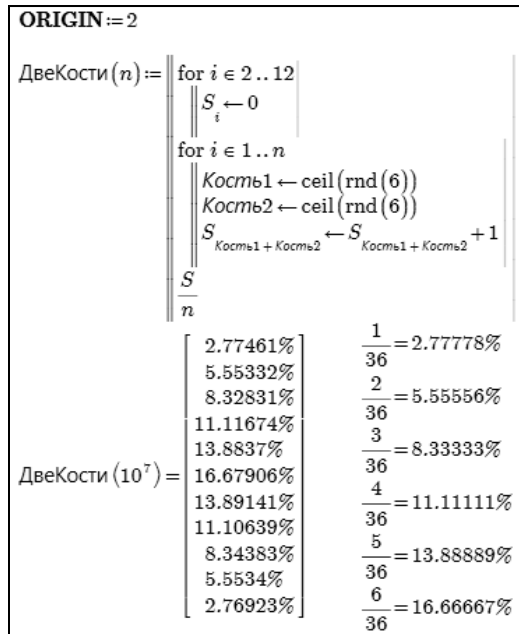 ORIGIN:=2
ДвеКости(n):=
for i ∈ 2..12
S_i ← 0
for i ∈ 1..n
Кость1 ← ceil(rnd(6))
Кость2 ← ceil(rnd(6))
S_Кость1+Кость2 ← S_Кость1+Кость2 + 1
S/n
ДвеКости(10^7)=
2.77461%
5.55332%
8.32831%
11.11674%
13.8837%
16.67906%
13.89141%
11.10639%
8.34383%
5.5534%
2.76923%
1/36=2.77778%
2/36=5.55556%
3/36=8.33333%
4/36=11.11111%
5/36=13.88889%
6/36=16.66667%